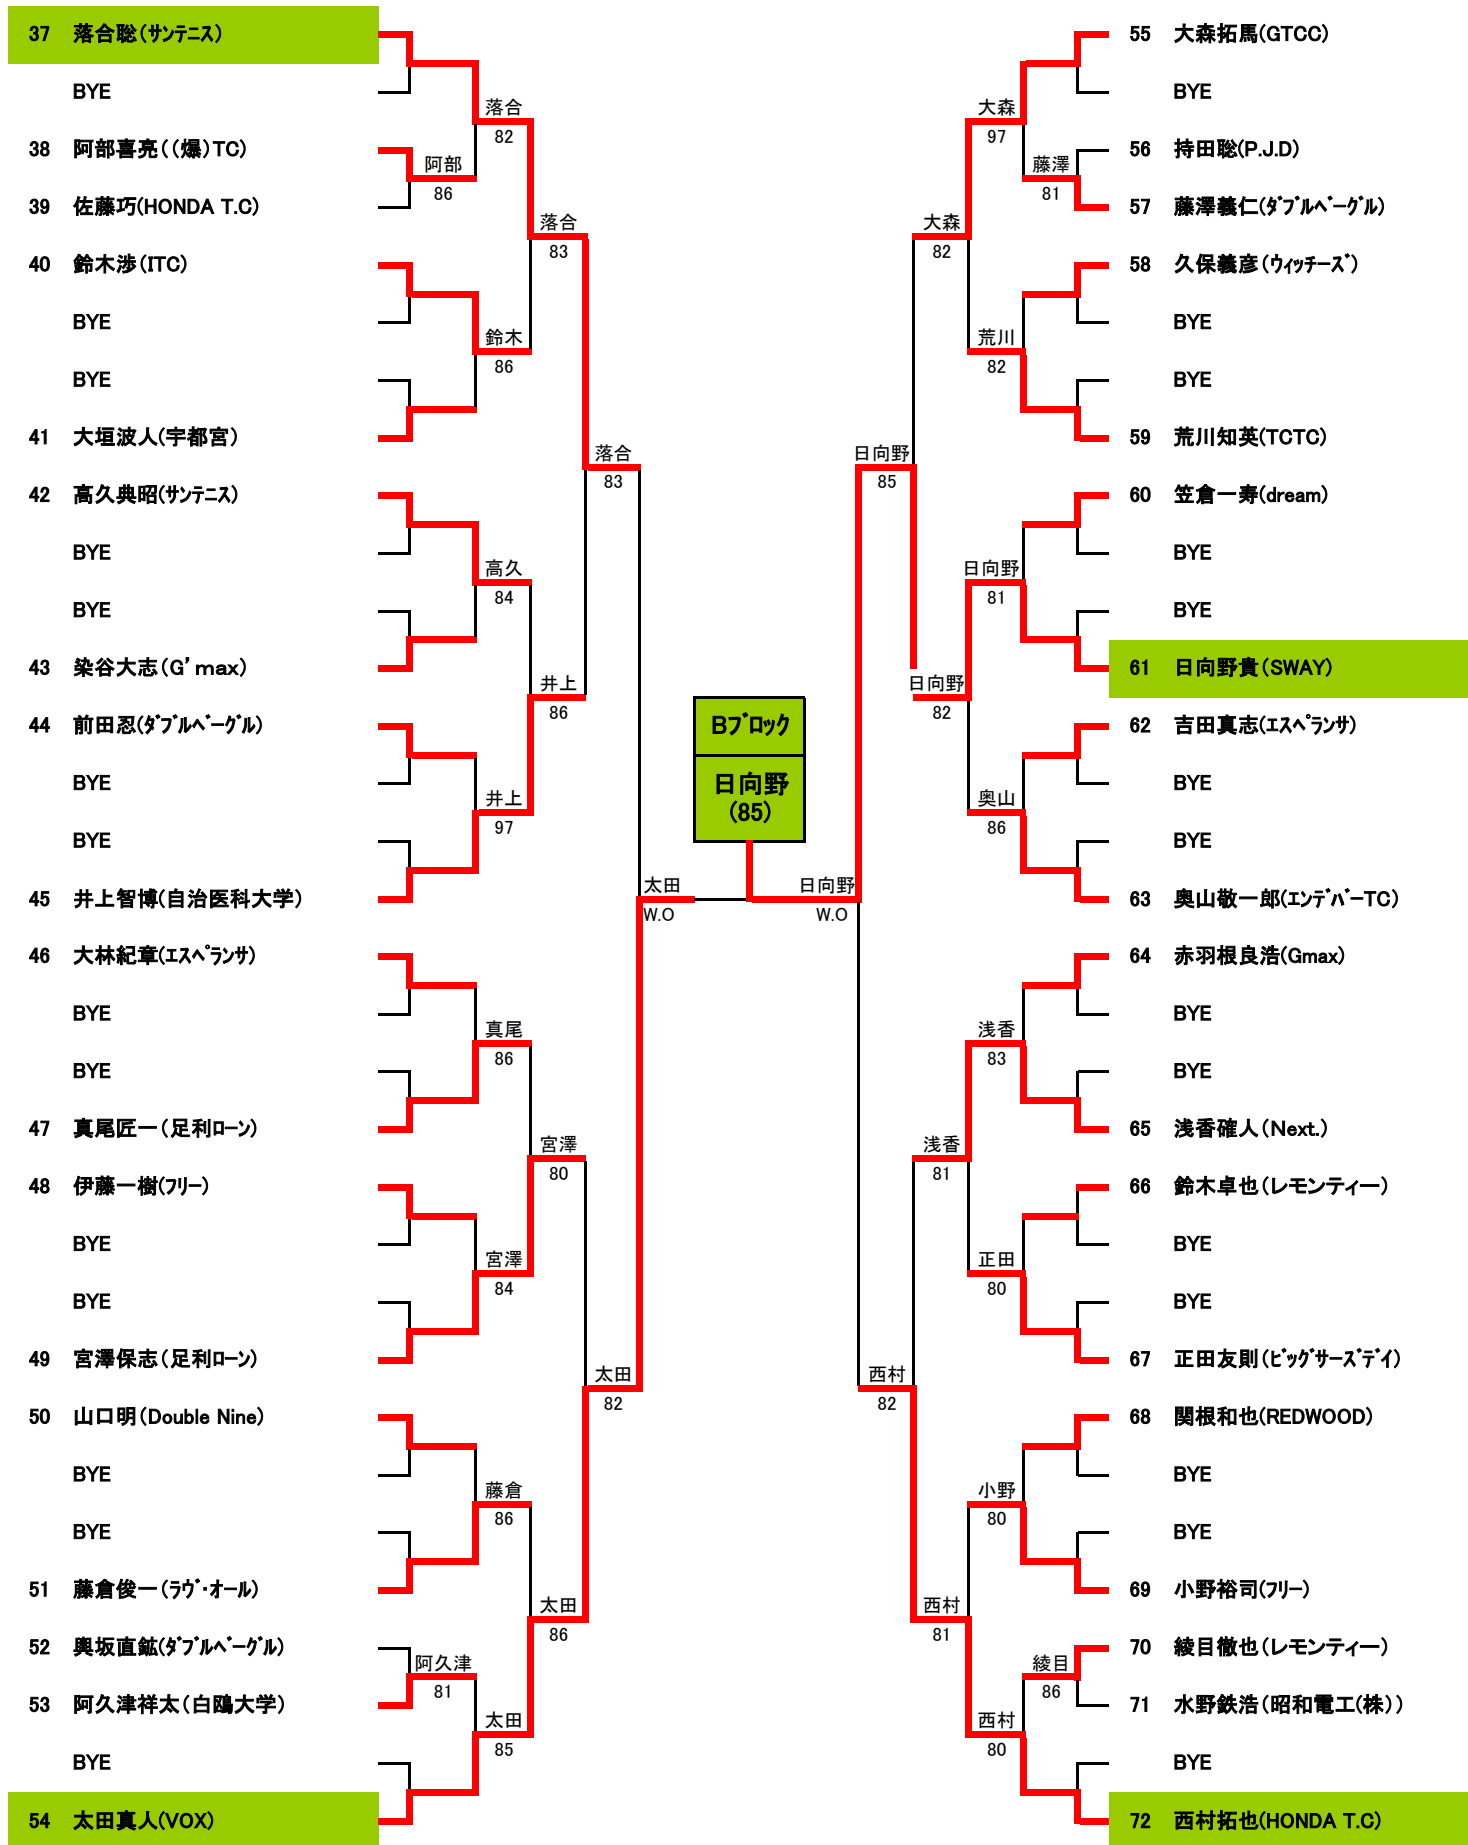 37 落合聡(サンテニス)
BYE
38 阿部喜亮((爆)TC)
39 佐藤巧(HONDA T.C)
40 鈴木渉(ITC)
BYE
BYE
41 大垣波人(宇都宮)
42 高久典昭(サンテニス)
BYE
BYE
43 染谷大志(G'max)
44 前田忍(ダブルベーグル)
BYE
BYE
45 井上智博(自治医科大学)
46 大林紀章(エスペランサ)
BYE
BYE
47 真尾匠一(足利ローン)
48 伊藤一樹(フリー)
BYE
BYE
49 宮澤保志(足利ローン)
50 山口明(Double Nine)
BYE
BYE
51 藤倉俊一(ラヴ・オール)
52 輿坂直鉱(ダブルベーグル)
53 阿久津祥太(白鴎大学)
BYE
54 太田真人(VOX)
阿部
86
阿久津
81
落合
82
鈴木
86
高久
84
井上
97
真尾
86
宮澤
84
藤倉
86
太田
85
落合
83
井上
86
宮澤
80
太田
86
落合
83
太田
82
太田
W.O
Bブロック
日向野
(85)
日向野
W.O
日向野
85
西村
82
大森
82
日向野
82
浅香
81
西村
81
大森
97
荒川
82
日向野
81
奥山
86
浅香
83
正田
80
小野
80
西村
80
藤澤
81
綾目
86
55 大森拓馬(GTCC)
BYE
56 持田聡(P.J.D)
57 藤澤義仁(ダブルベーグル)
58 久保義彦(ウィッチーズ)
BYE
BYE
59 荒川知英(TCTC)
60 笠倉一寿(dream)
BYE
BYE
61 日向野貴(SWAY)
62 吉田真志(エスペランサ)
BYE
BYE
63 奥山敬一郎(エンデバーTC)
64 赤羽根良浩(Gmax)
BYE
BYE
65 浅香確人(Next.)
66 鈴木卓也(レモンティー)
BYE
BYE
67 正田友則(ビッグサーズデイ)
68 関根和也(REDWOOD)
BYE
BYE
69 小野裕司(フリー)
70 綾目徹也(レモンティー)
71 水野鉄浩(昭和電工(株))
BYE
72 西村拓也(HONDA T.C)